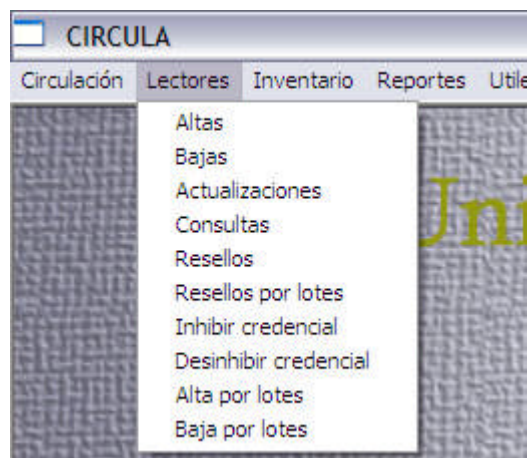 CIRCULA
Circulación Lectores Inventario Reportes
Altas
Bajas
Actualizaciones
Consultas
Resellos
Resellos por lotes
Inhibir credencial
Desinhibir credencial
Alta por lotes
Baja por lotes